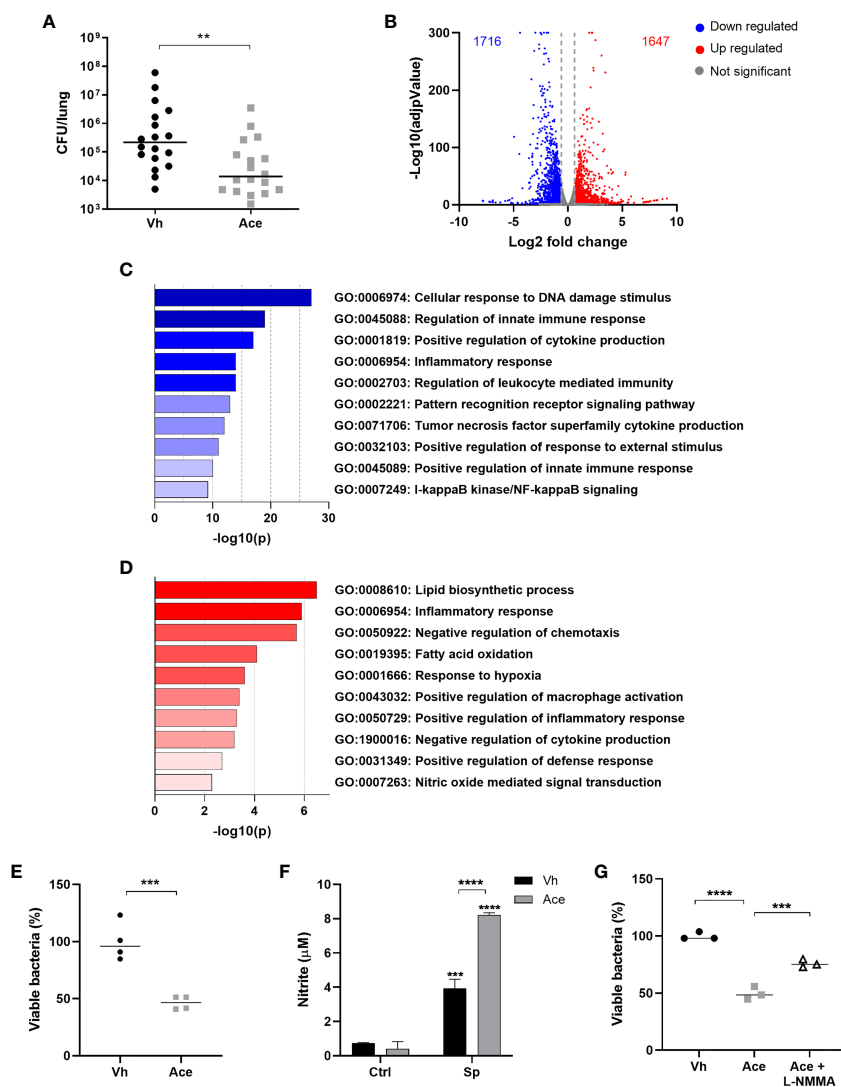 A
**
CFU/lung
10⁹
10⁸
10⁷
10⁶
10⁵
10⁴
10³
Vh
Ace
B
1716
1647
-Log10(adjpValue)
300
200
100
0
-10
-5
0
5
10
Log2 fold change
Down regulated
Up regulated
Not significant
C
GO:0006974: Cellular response to DNA damage stimulus
GO:0045088: Regulation of innate immune response
GO:0001819: Positive regulation of cytokine production
GO:0006954: Inflammatory response
GO:0002703: Regulation of leukocyte mediated immunity
GO:0002221: Pattern recognition receptor signaling pathway
GO:0071706: Tumor necrosis factor superfamily cytokine production
GO:0032103: Positive regulation of response to external stimulus
GO:0045089: Positive regulation of innate immune response
GO:0007249: I-kappaB kinase/NF-kappaB signaling
0
10
20
30
-log10(p)
D
GO:0008610: Lipid biosynthetic process
GO:0006954: Inflammatory response
GO:0050922: Negative regulation of chemotaxis
GO:0019395: Fatty acid oxidation
GO:0001666: Response to hypoxia
GO:0043032: Positive regulation of macrophage activation
GO:0050729: Positive regulation of inflammatory response
GO:1900016: Negative regulation of cytokine production
GO:0031349: Positive regulation of defense response
GO:0007263: Nitric oxide mediated signal transduction
0
2
4
6
-log10(p)
E
***
Viable bacteria (%)
150
100
50
0
Vh
Ace
F
Vh
Ace
****
****
***
Nitrite (µM)
8
6
4
2
0
Ctrl
Sp
G
****
***
Viable bacteria (%)
150
100
50
0
Vh
Ace
Ace +
L-NMMA